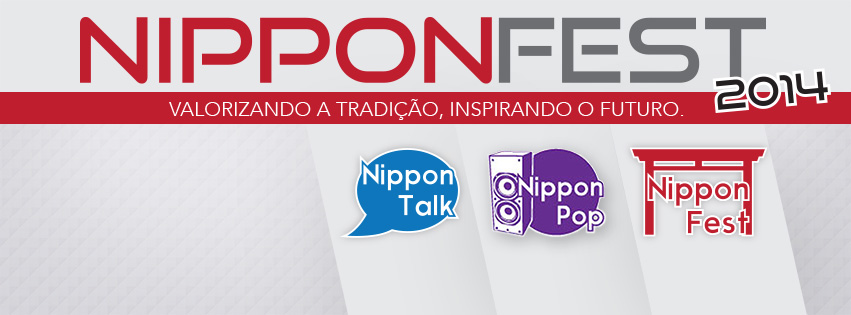 NIPPONFEST
2014
VALORIZANDO A TRADIÇÃO, INSPIRANDO O FUTURO.
Nippon
Talk
Nippon
Pop
Nippon
Fest